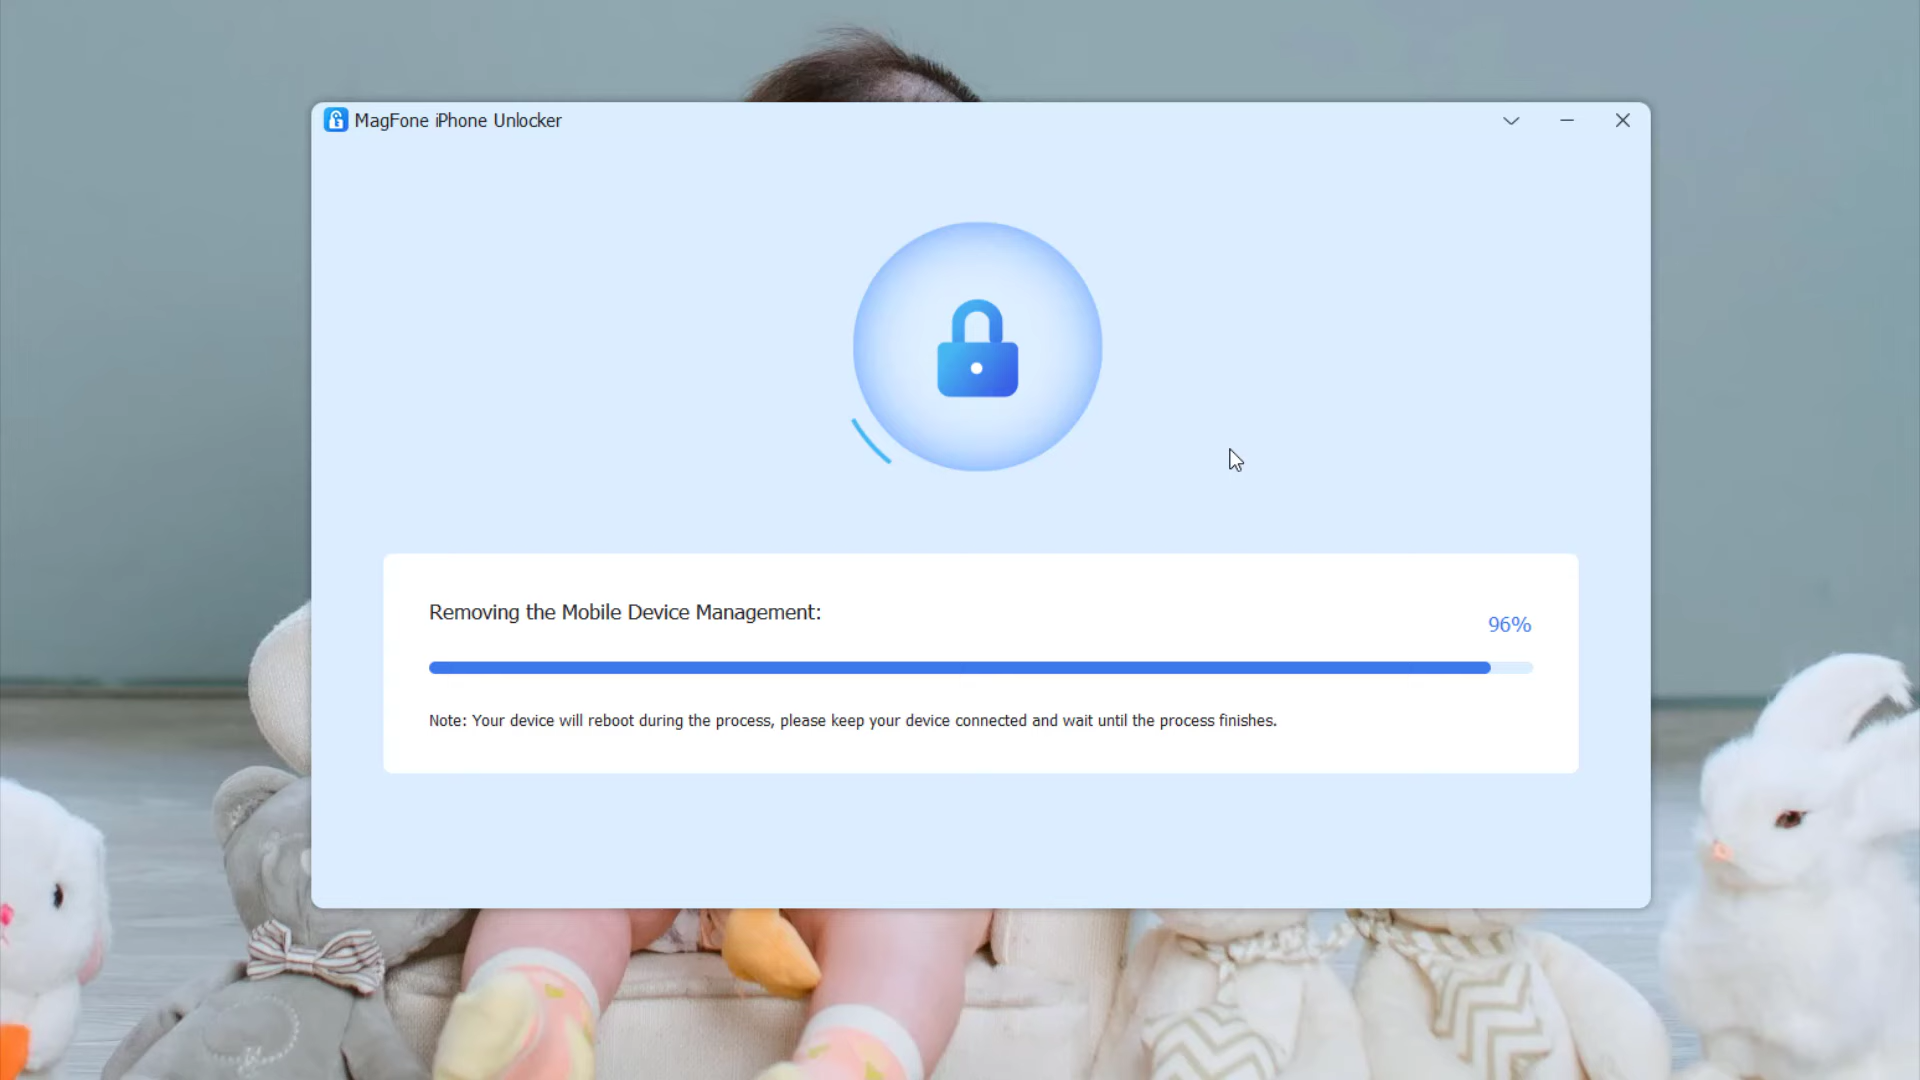 MagFone iPhone Unlocker
Removing the Mobile Device Management:
96%
Note: Your device will reboot during the process, please keep your device connected and wait until the process finishes.